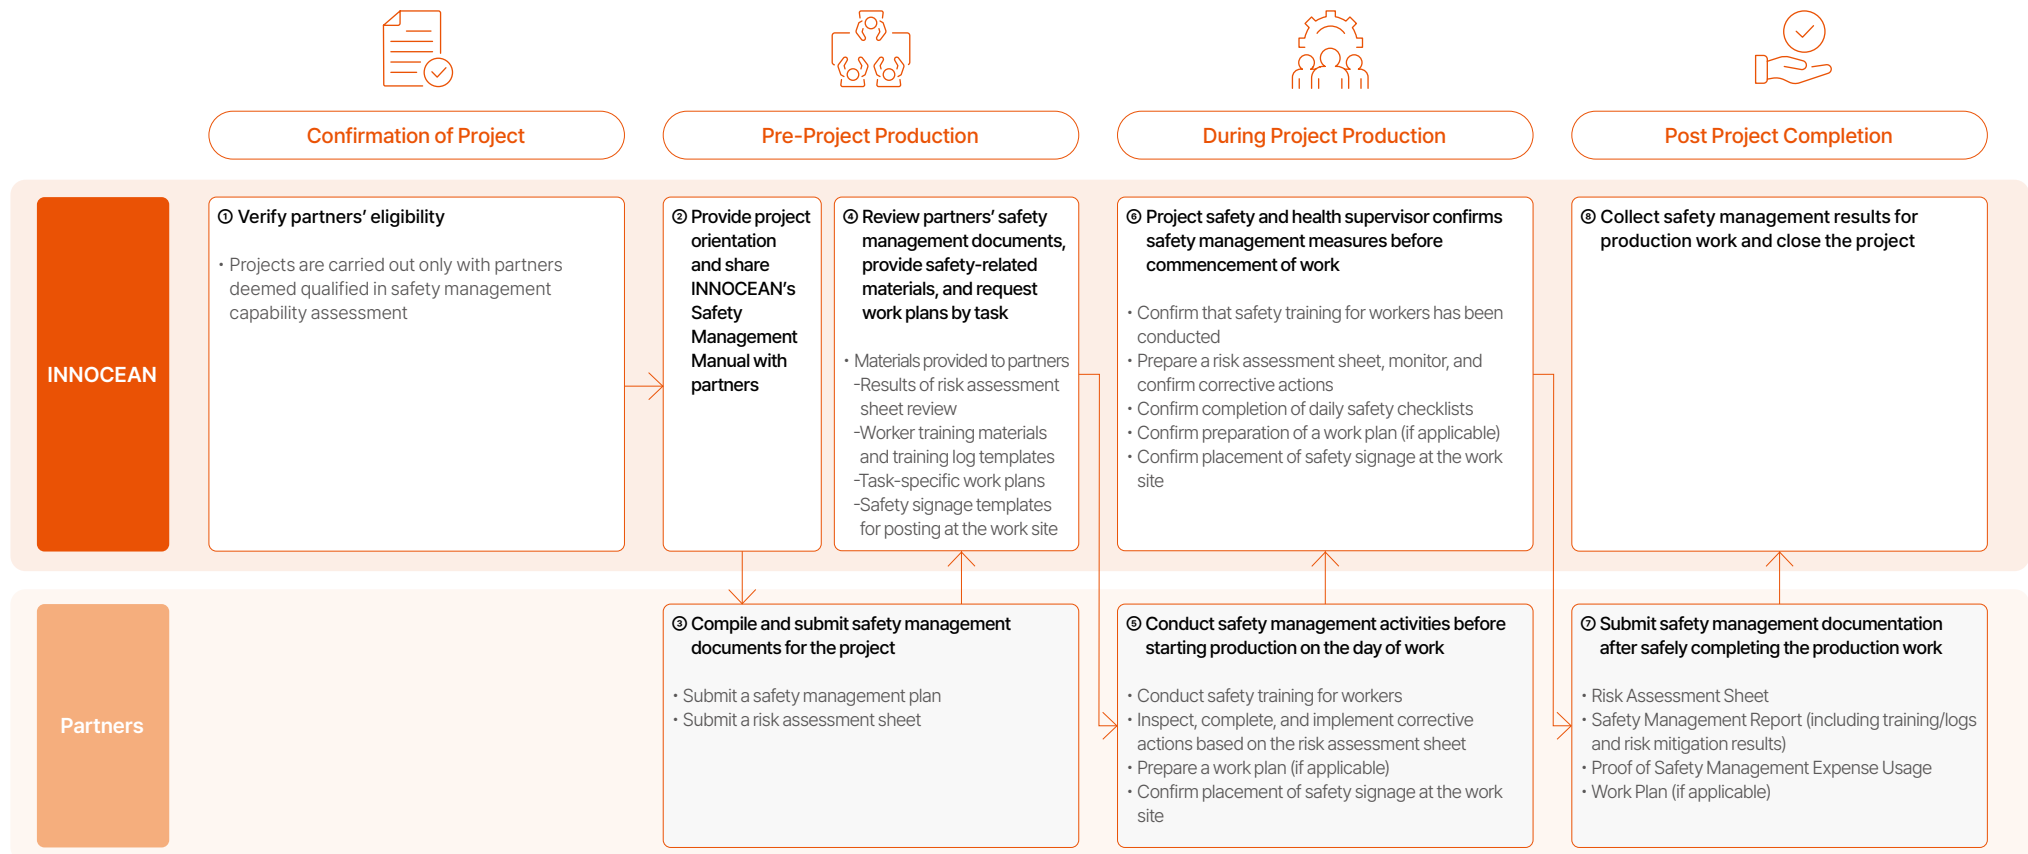 Confirmation of Project
Pre-Project Production
During Project Production
Post Project Completion
INNOCEAN
① Verify partners’ eligibility
• Projects are carried out only with partners
deemed qualified in safety management
capability assessment
② Provide project
orientation
and share
INNOCEAN’s
Safety
Management
Manual with
partners
④ Review partners’ safety
management documents,
provide safety-related
materials, and request
work plans by task
• Materials provided to partners
-Results of risk assessment
sheet review
-Worker training materials
and training log templates
-Task-specific work plans
-Safety signage templates
for posting at the work site
⑥ Project safety and health supervisor confirms
safety management measures before
commencement of work
• Confirm that safety training for workers has been
conducted
• Prepare a risk assessment sheet, monitor, and
confirm corrective actions
• Confirm completion of daily safety checklists
• Confirm preparation of a work plan (if applicable)
• Confirm placement of safety signage at the work
site
⑧ Collect safety management results for
production work and close the project
Partners
③ Compile and submit safety management
documents for the project
• Submit a safety management plan
• Submit a risk assessment sheet
⑤ Conduct safety management activities before
starting production on the day of work
• Conduct safety training for workers
• Inspect, complete, and implement corrective
actions based on the risk assessment sheet
• Prepare a work plan (if applicable)
• Confirm placement of safety signage at the work
site
⑦ Submit safety management documentation
after safely completing the production work
• Risk Assessment Sheet
• Safety Management Report (including training/logs
and risk mitigation results)
• Proof of Safety Management Expense Usage
• Work Plan (if applicable)